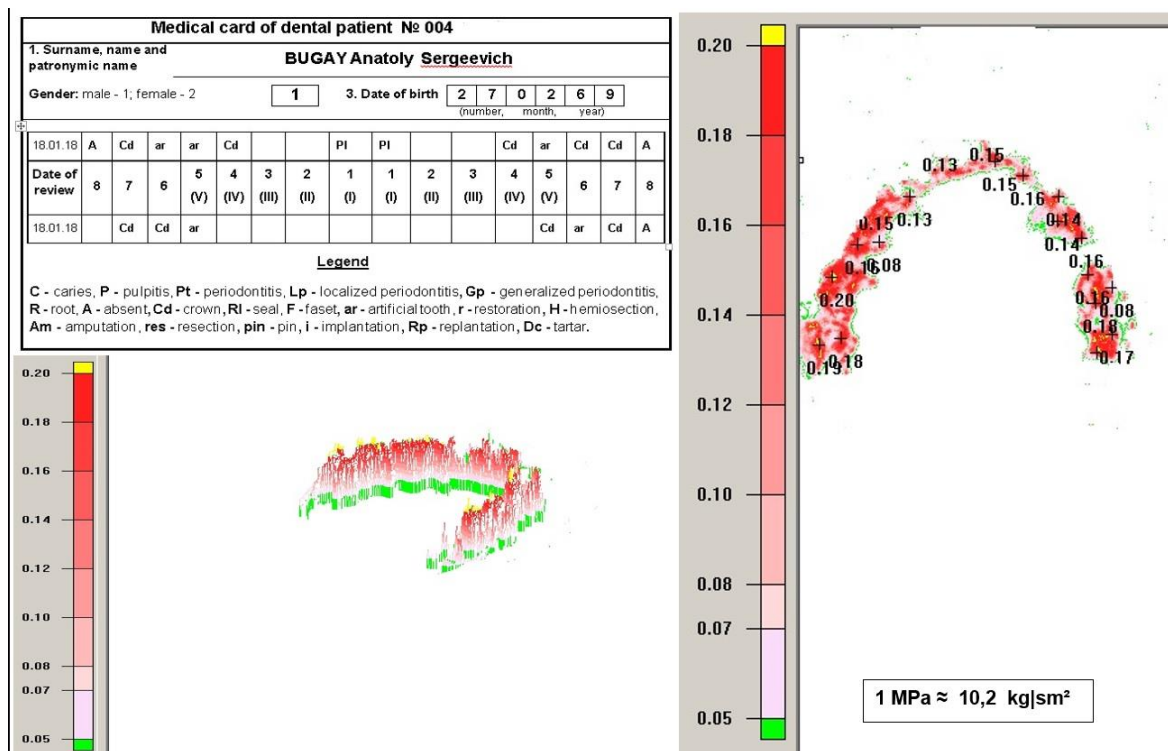 Medical card of dental patient № 004
1. Surname, name and patronymic name
BUGAY Anatoly Sergeevich
Gender: male - 1; female - 2
1
3. Date of birth
2 7 0 2 6 9
(number, month, year)
18.01.18 A Cd ar ar Cd PI PI Cd ar Cd Cd A
Date of review 8 7 6 5 (V) 4 (IV) 3 (III) 2 (II) 1 (I) 1 (I) 2 (II) 3 (III) 4 (IV) 5 (V) 6 7 8
18.01.18 Cd Cd ar Cd ar Cd A
Legend
C - caries, P - pulpitis, Pt - periodontitis, Lp - localized periodontitis, Gp - generalized periodontitis,
R - root, A - absent, Cd - crown, RI - seal, F - faset, ar - artificial tooth, r - restoration, H - hemiosection,
Am - amputation, res - resection, pin - pin, i - implantation, Rp - replantation, Dc - tartar.
0.20
0.18
0.16
0.14
0.12
0.10
0.08
0.07
0.05
0.20
0.18
0.16
0.14
0.12
0.10
0.08
0.07
0.05
0.15
0.13
0.15
0.16
0.13
0.14
0.15
0.14
0.16
0.08
0.16
0.20
0.16
0.08
0.18
0.19
0.18
0.17
1 MPa ≈ 10,2 kg|sm²